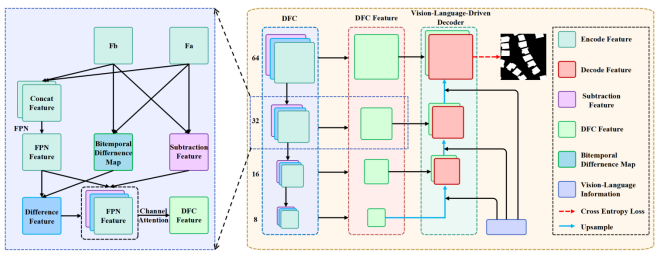 Fb
Fa
Concat
Feature
FPN
FPN
Feature
Bitemporal
Differnence
Map
Subtraction
Feature
Difference
Feature
FPN
Feature
Channel
Attention
DFC
Feature
DFC
DFC Feature
Vision-Language-Driven
Decoder
64
32
16
8
Encode Feature
Decode Feature
Subtraction
Feature
DFC Feature
Bitemporal
Differnence Map
Vision-Language
Information
Cross Entropy Loss
Upsample